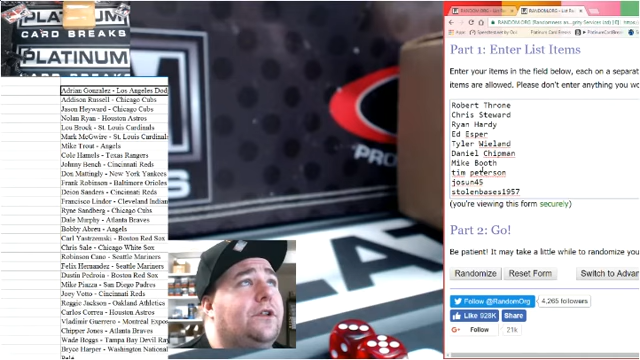 PLATINUM
CARD BREAKS
PLATINUM
CARD BREAKS
PLATINUM
Adrian Gonzalez - Los Angeles Dod
Addison Russell - Chicago Cubs
Jason Heyward - Chicago Cubs
Nolan Ryan - Houston Astros
Lou Brock - St. Louis Cardinals
Mark McGwire - St. Louis Cardinals
Mike Trout - Angels
Cole Hamels - Texas Rangers
Johnny Bench - Cincinnati Reds
Don Mattingly - New York Yankees
Frank Robinson - Baltimore Orioles
Deion Sanders - Cincinnati Reds
Francisco Lindor - Cleveland Indian
Ryne Sandberg - Chicago Cubs
Dale Murphy - Atlanta Braves
Bobby Abreu - Angels
Carl Yastrzemski - Boston Red Sox
Chris Sale - Chicago White Sox
Robinson Cano - Seattle Mariners
Felix Hernandez - Seattle Mariners
Dustin Pedroia - Boston Red Sox
Mike Piazza - San Diego Padres
Joey Votto - Cincinnati Reds
Reggie Jackson - Oakland Athletics
Carlos Correa - Houston Astros
Vladimir Guerrero - Montreal Expos
Chipper Jones - Atlanta Braves
Wade Boggs - Tampa Bay Devil Ray
Bryce Harper - Washington National
Pele
PRO
Part 1: Enter List Items
Enter your items in the field below, each on a separat
items are allowed. Please don't enter anything you wo
Robert Throne
Chris Steward
Ryan Hardy
Ed Esper
Tyler Wieland
Daniel Chipman
Mike Booth
tim peterson
josun45
stolenbases1957
(you're viewing this form securely)
Part 2: Go!
Be patient! It may take a little while to randomize you
Randomize
Reset Form
Switch to Advan
Follow @RandomOrg
4,265 followers
Like 928K
Share
Follow
21k